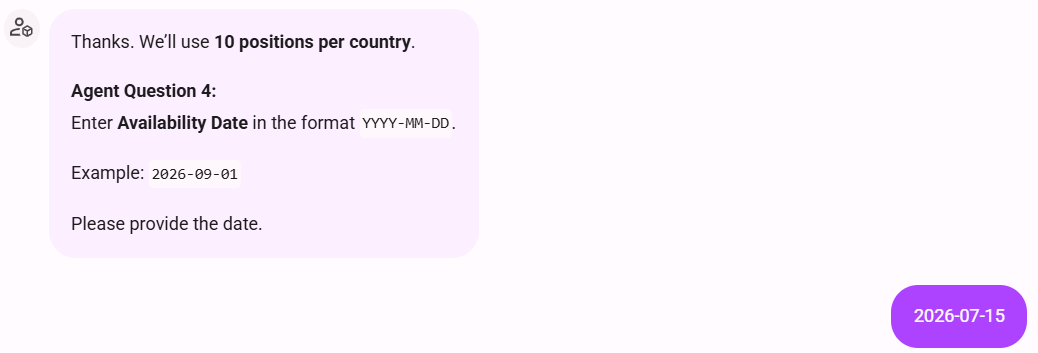 Thanks. We’ll use 10 positions per country.
Agent Question 4:
Enter Availability Date in the format YYYY-MM-DD.
Example: 2026-09-01
Please provide the date.
2026-07-15